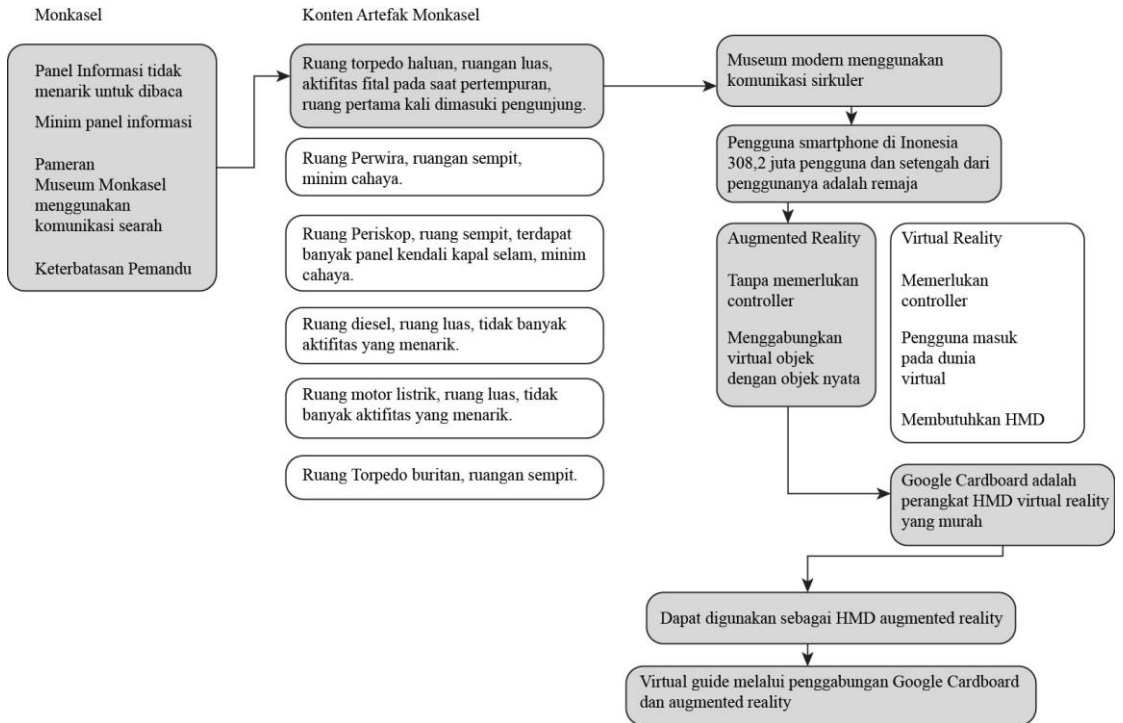 Monkasel
Panel Informasi tidak
menarik untuk dibaca
Minim panel informasi
Pameran
Museum Monkasel
menggunakan
komunikasi searah
Keterbatasan Pemandu
Konten Artefak Monkasel
Ruang torpedo haluan, ruangan luas,
aktifitas fital pada saat pertempuran,
ruang pertama kali dimasuki pengunjung.
Ruang Perwira, ruangan sempit,
minim cahaya.
Ruang Periskop, ruang sempit, terdapat
banyak panel kendali kapal selam, minim
cahaya.
Ruang diesel, ruang luas, tidak banyak
aktifitas yang menarik.
Ruang motor listrik, ruang luas, tidak
banyak aktifitas yang menarik.
Ruang Torpedo buritan, ruangan sempit.
Museum modern menggunakan
komunikasi sirkuler
Pengguna smartphone di Inonesia
308,2 juta pengguna dan setengah dari
penggunanya adalah remaja
Augmented Reality
Tanpa memerlukan
controller
Menggabungkan
virtual objek
dengan objek nyata
Virtual Reality
Memerlukan
controller
Pengguna masuk
pada dunia
virtual
Membutuhkan HMD
Google Cardboard adalah
perangkat HMD virtual reality
yang murah
Dapat digunakan sebagai HMD augmented reality
Virtual guide melalui penggabungan Google Cardboard
dan augmented reality